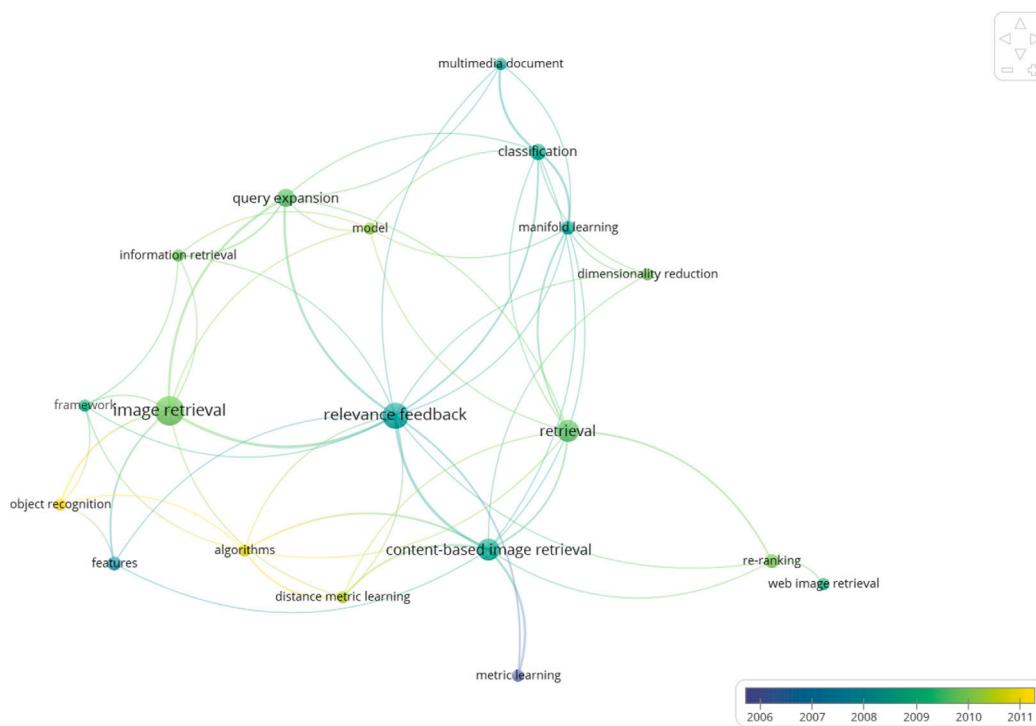 multimedia document
classification
query expansion
model
manifold learning
information retrieval
dimensionality reduction
framework
image retrieval
relevance feedback
retrieval
object recognition
algorithms
content-based image retrieval
features
re-ranking
web image retrieval
distance metric learning
metric learning
2006 2007 2008 2009 2010 2011